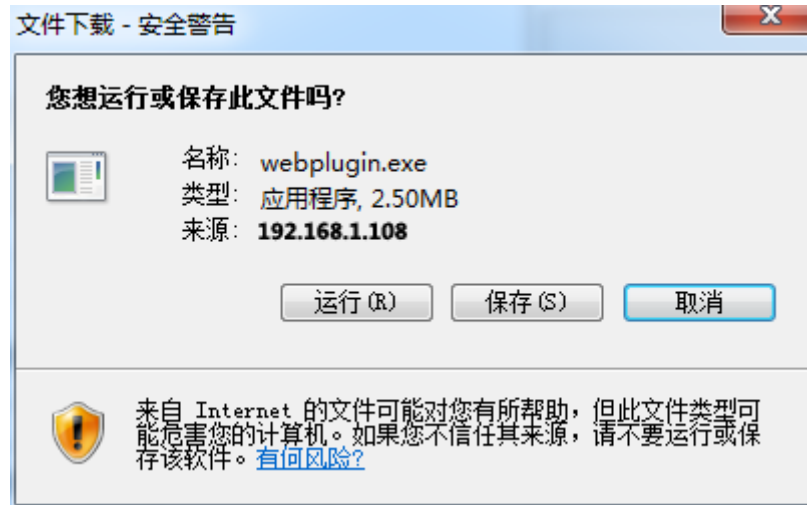 文件下载 - 安全警告
您想运行或保存此文件吗?
名称: webplugin.exe
类型: 应用程序, 2.50MB
来源: 192.168.1.108
运行(R) 保存(S) 取消
来自 Internet 的文件可能对您有所帮助，但此文件类型可
能危害您的计算机。如果您不信任其来源，请不要运行或保
存该软件。有何风险?